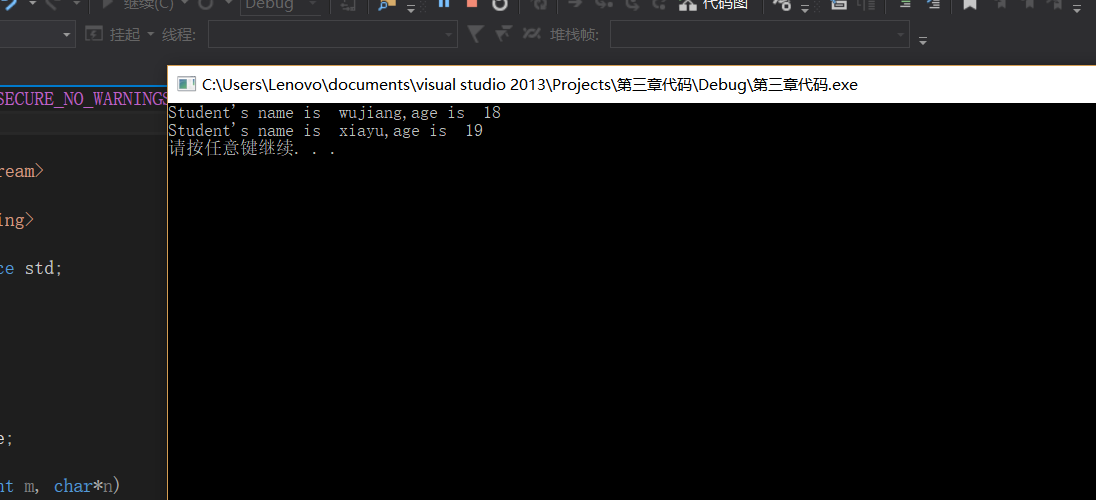 继续(C) Debug 代码图
挂起 线程: 堆栈帧:
C:\Users\Lenovo\documents\visual studio 2013\Projects\第三章代码\Debug\第三章代码.exe
SECURE_NO_WARNINGS
Student's name is  wujiang,age is  18
Student's name is  xiayu,age is  19
请按任意键继续. . .
ream>
ing>
ce std;
e;
nt m, char*n)